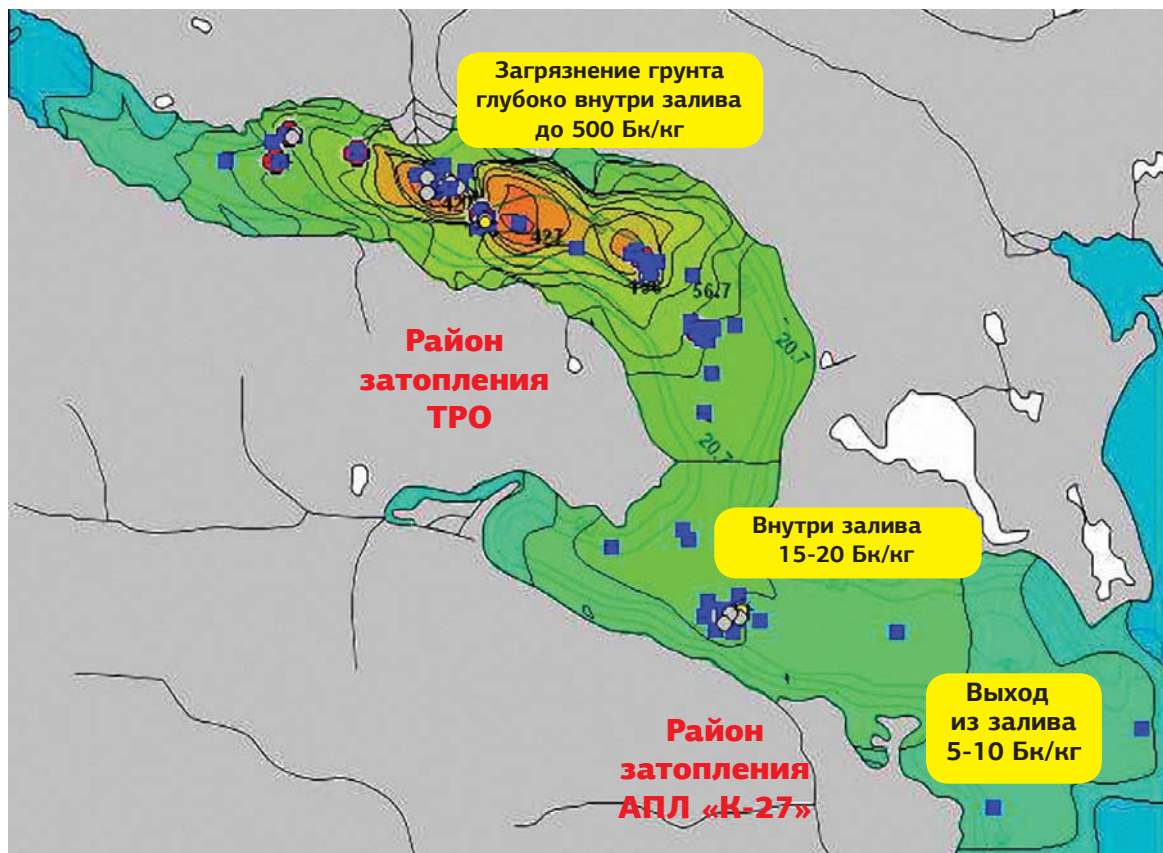 Загрязнение грунта
глубоко внутри залива
до 500 Бк/кг
427
56.7
20.7
Район
затопления
ТРО
20.7
Внутри залива
15-20 Бк/кг
Выход
из залива
5-10 Бк/кг
Район
затопления
АПЛ «К-27»